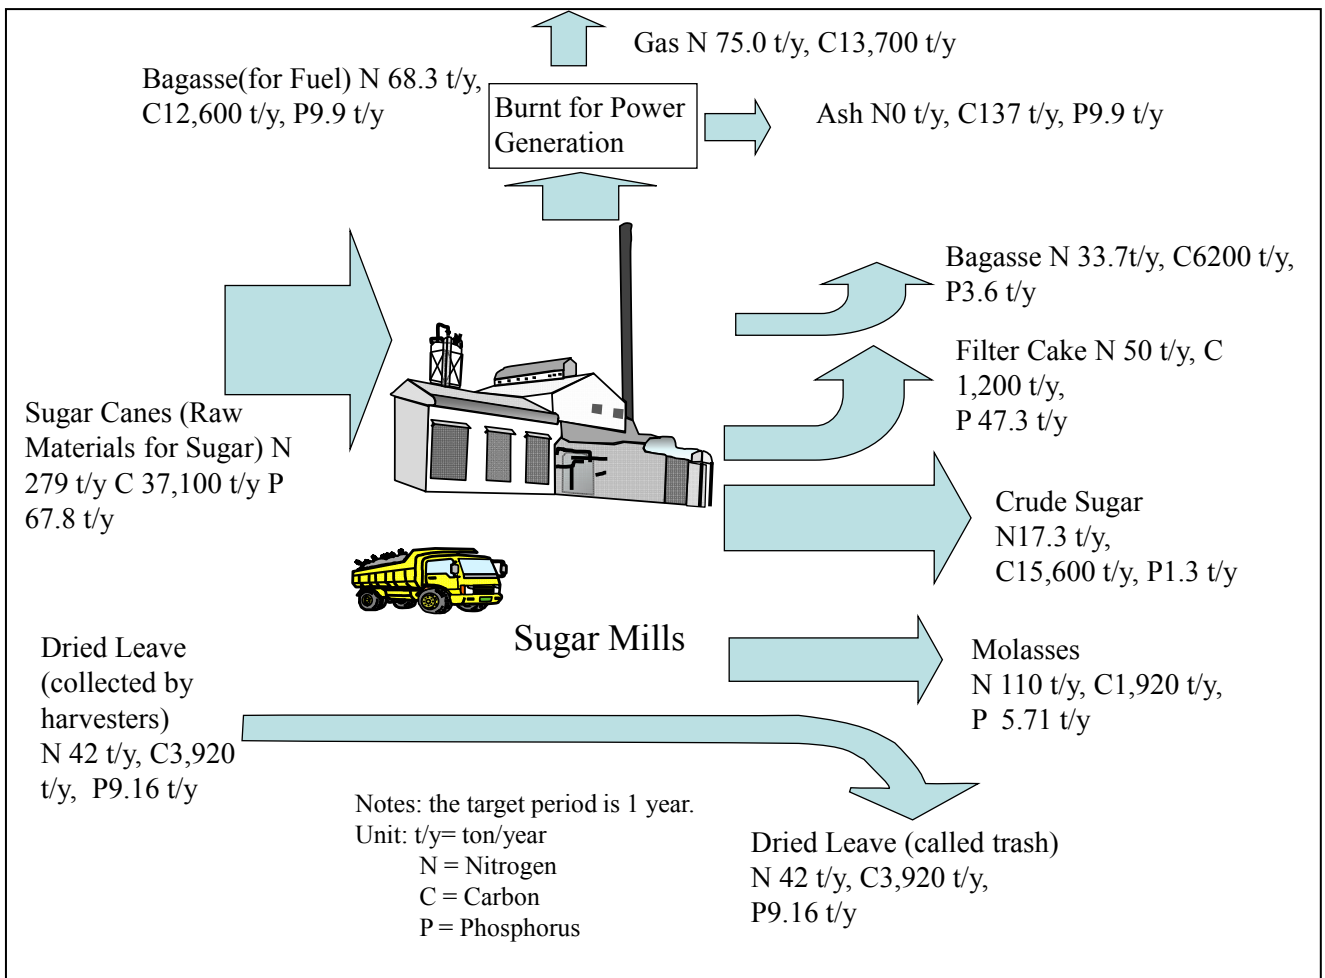 Gas N 75.0 t/y, C13,700 t/y
Bagasse(for Fuel) N 68.3 t/y,
C12,600 t/y, P9.9 t/y
Burnt for Power
Generation
Ash N0 t/y, C137 t/y, P9.9 t/y
Bagasse N 33.7t/y, C6200 t/y,
P3.6 t/y
Filter Cake N 50 t/y, C
1,200 t/y,
P 47.3 t/y
Sugar Canes (Raw
Materials for Sugar) N
279 t/y C 37,100 t/y P
67.8 t/y
Crude Sugar
N17.3 t/y,
C15,600 t/y, P1.3 t/y
Sugar Mills
Molasses
N 110 t/y, C1,920 t/y,
P 5.71 t/y
Dried Leave
(collected by
harvesters)
N 42 t/y, C3,920
t/y, P9.16 t/y
Notes: the target period is 1 year.
Unit: t/y= ton/year
N = Nitrogen
C = Carbon
P = Phosphorus
Dried Leave (called trash)
N 42 t/y, C3,920 t/y,
P9.16 t/y